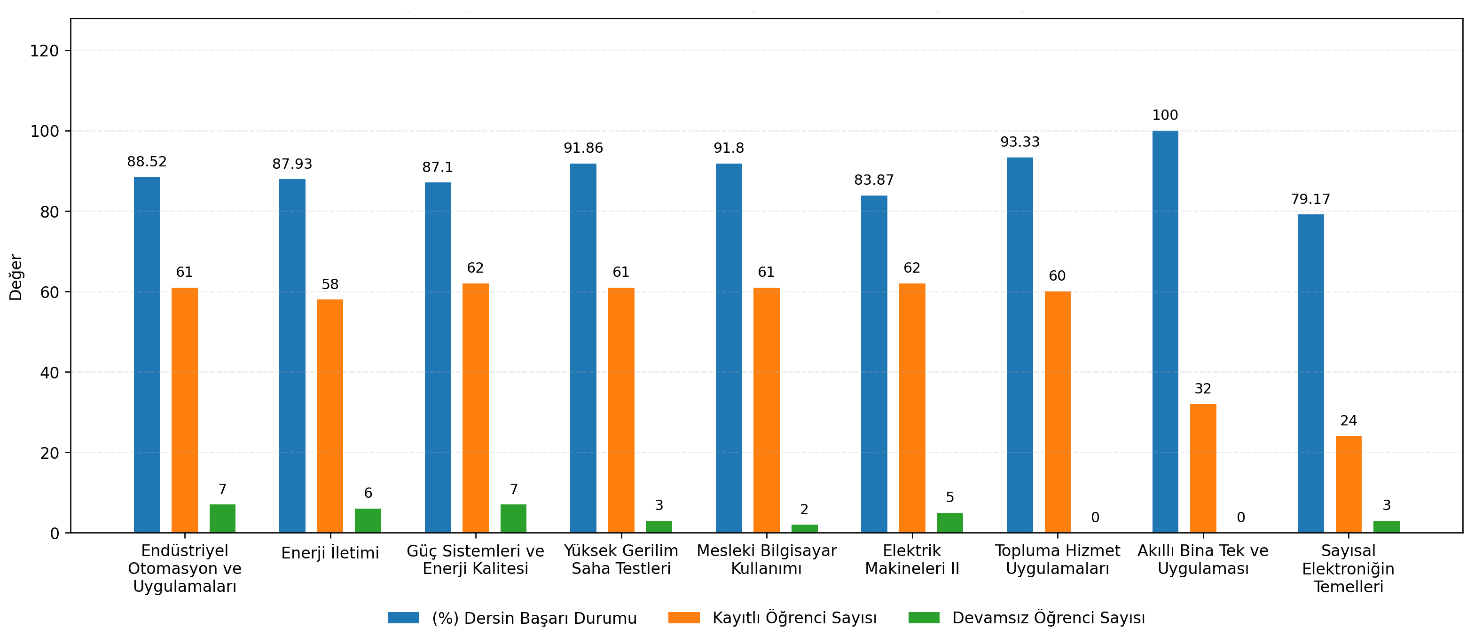 120
100
80
60
40
20
0
Değer
88.52
61
7
87.93
58
6
87.1
62
7
91.86
61
3
91.8
61
2
83.87
62
5
93.33
60
0
100
32
0
79.17
24
3
Endüstriyel
Otomasyon ve
Uygulamaları
Enerji İletimi
Güç Sistemleri ve
Enerji Kalitesi
Yüksek Gerilim
Saha Testleri
Mesleki Bilgisayar
Kullanımı
Elektrik
Makineleri II
Topluma Hizmet
Uygulamaları
Akıllı Bina Tek ve
Uygulaması
Sayısal
Elektroniğin
Temelleri
(%) Dersin Başarı Durumu
Kayıtlı Öğrenci Sayısı
Devamsız Öğrenci Sayısı